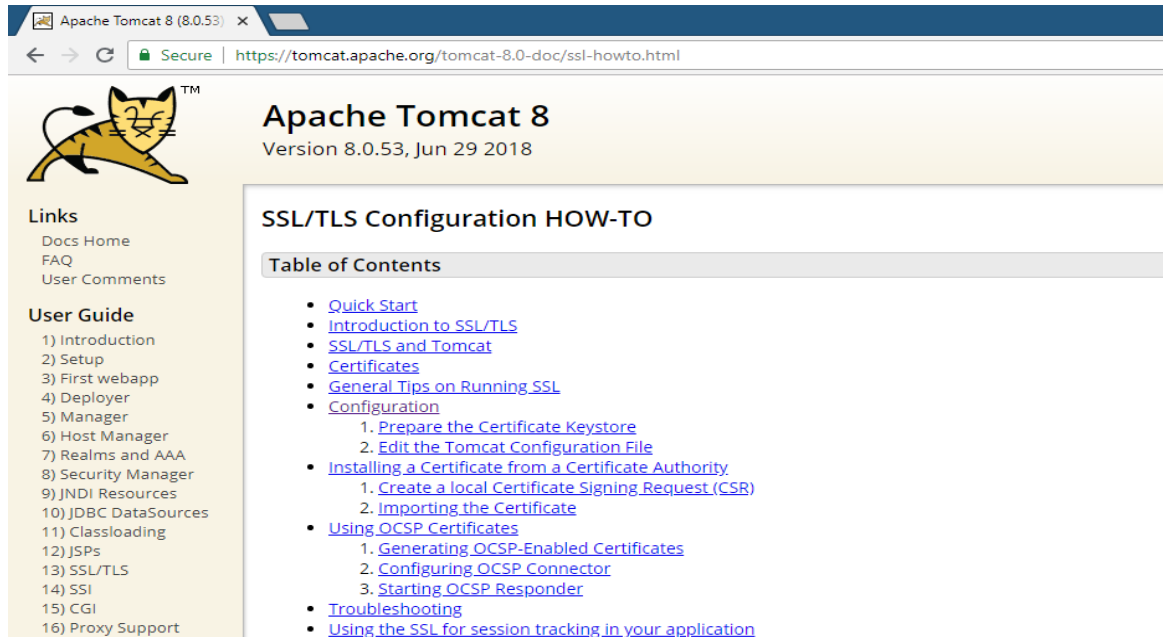 Apache Tomcat 8 (8.0.53)
Secure
https://tomcat.apache.org/tomcat-8.0-doc/ssl-howto.html
TM
Apache Tomcat 8
Version 8.0.53, Jun 29 2018
Links
Docs Home
FAQ
User Comments
User Guide
1) Introduction
2) Setup
3) First webapp
4) Deployer
5) Manager
6) Host Manager
7) Realms and AAA
8) Security Manager
9) JNDI Resources
10) JDBC DataSources
11) Classloading
12) JSPs
13) SSL/TLS
14) SSI
15) CGI
16) Proxy Support
SSL/TLS Configuration HOW-TO
Table of Contents
Quick Start
Introduction to SSL/TLS
SSL/TLS and Tomcat
Certificates
General Tips on Running SSL
Configuration
1. Prepare the Certificate Keystore
2. Edit the Tomcat Configuration File
Installing a Certificate from a Certificate Authority
1. Create a local Certificate Signing Request (CSR)
2. Importing the Certificate
Using OCSP Certificates
1. Generating OCSP-Enabled Certificates
2. Configuring OCSP Connector
3. Starting OCSP Responder
Troubleshooting
Using the SSL for session tracking in your application